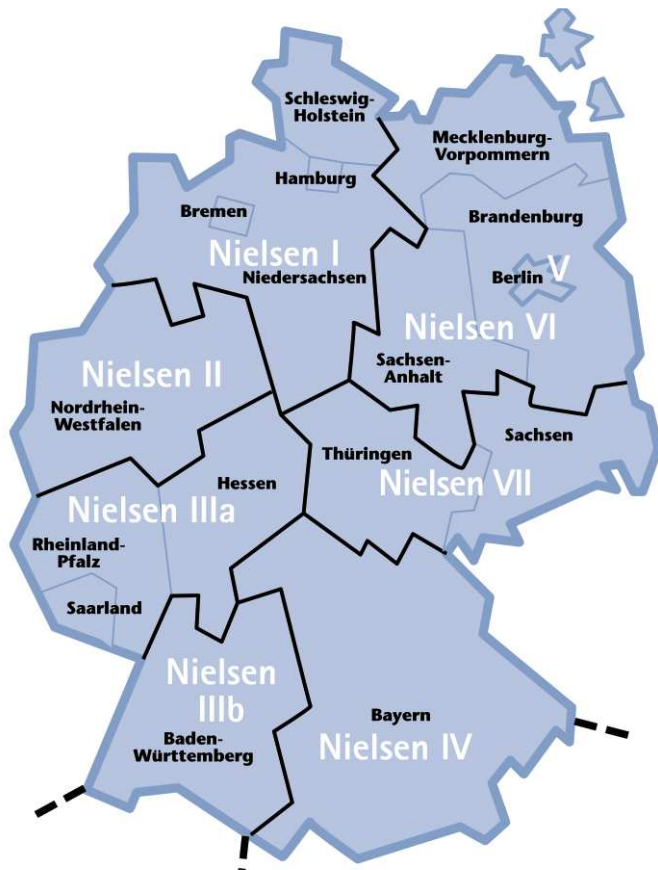 Schleswig-
Holstein
Mecklenburg-
Vorpommern
Hamburg
Bremen
Brandenburg
Nielsen I
Niedersachsen
Berlin
V
Nielsen VI
Sachsen-
Anhalt
Nielsen II
Nordrhein-
Westfalen
Sachsen
Thüringen
Hessen
Nielsen VII
Nielsen IIIa
Rheinland-
Pfalz
Saarland
Nielsen
IIIb
Baden-
Württemberg
Bayern
Nielsen IV